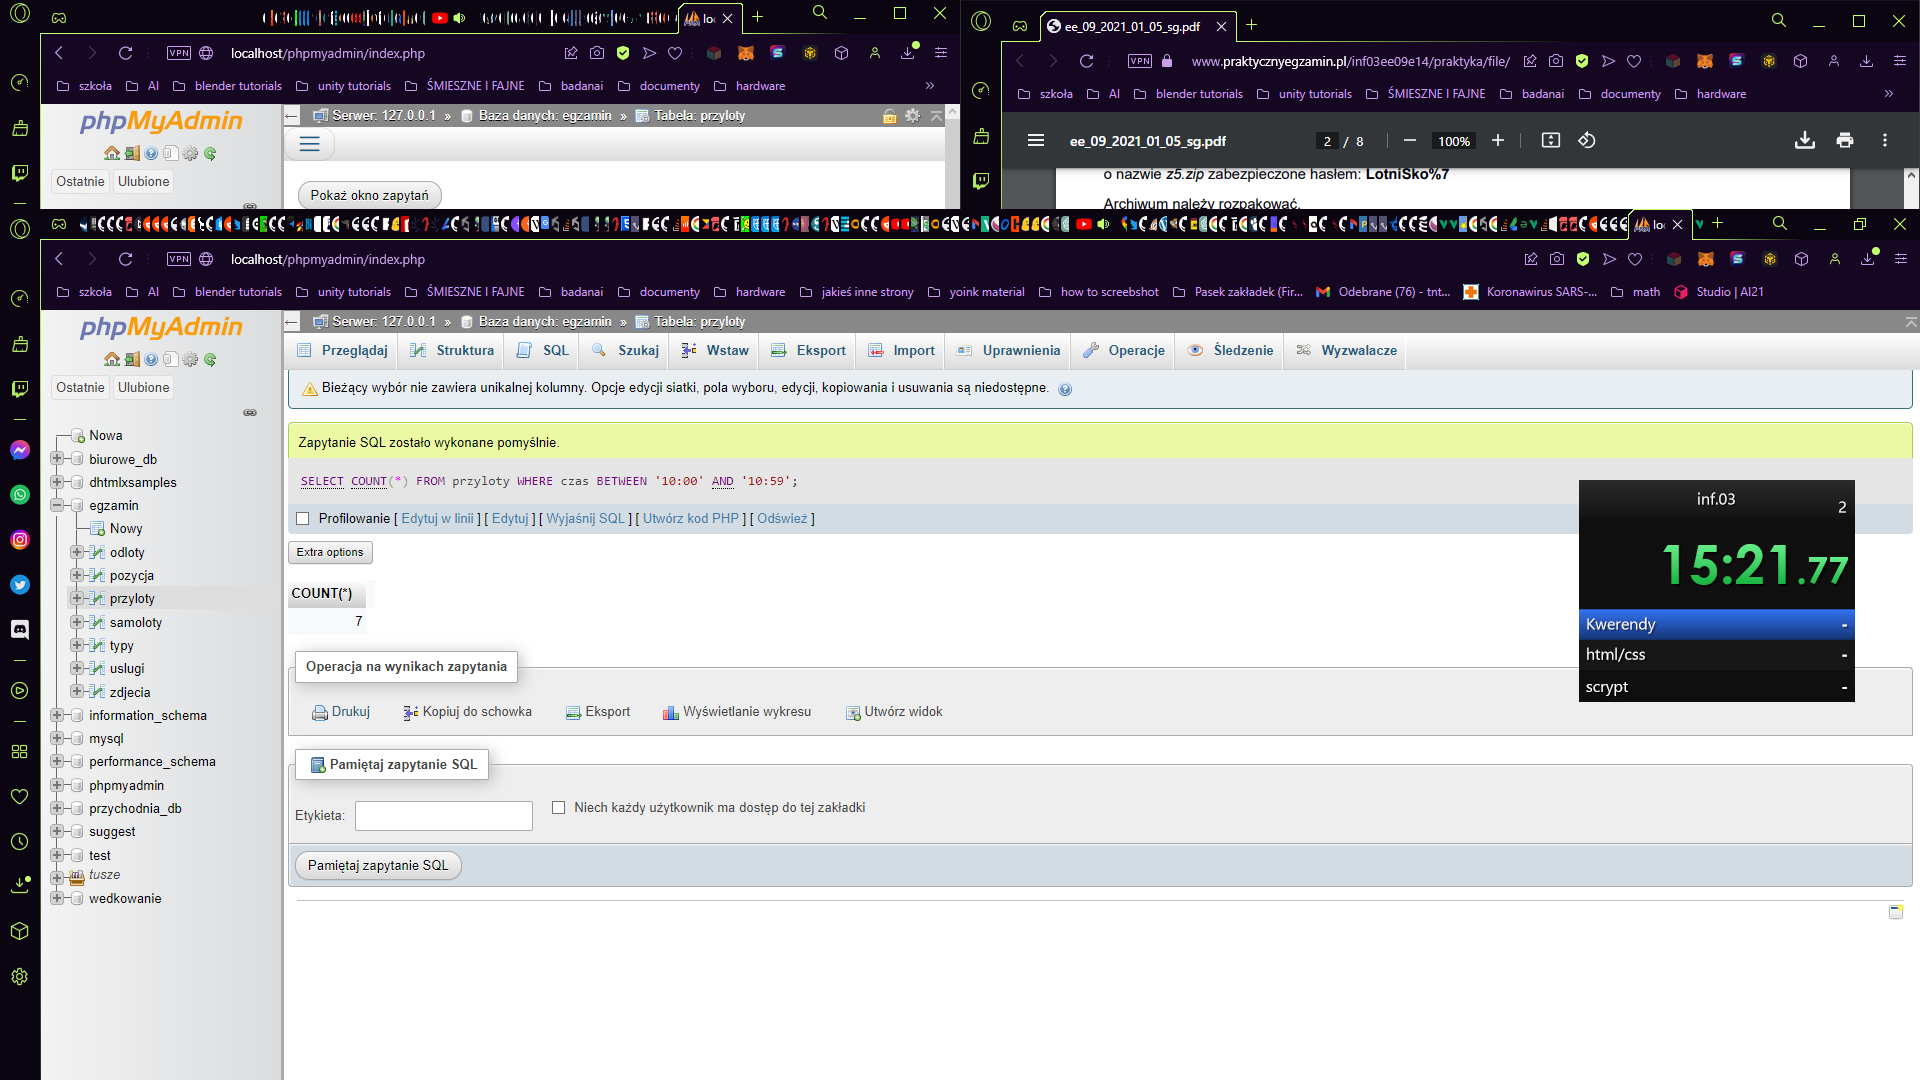 lo
VPN
localhost/phpmyadmin/index.php
szkoła
AI
blender tutorials
unity tutorials
ŚMIESZNE I FAJNE
badanai
documenty
hardware
»
phpMyAdmin
Ostatnie
Ulubione
Serwer: 127.0.0.1 » Baza danych: egzamin » Tabela: przyloty
Pokaż okno zapytań
ee_09_2021_01_05_sg.pdf
VPN
www.praktycznyegzamin.pl/inf03ee09e14/praktyka/file/
szkoła
AI
blender tutorials
unity tutorials
ŚMIESZNE I FAJNE
badanai
documenty
hardware
»
ee_09_2021_01_05_sg.pdf
2 / 8
100%
o nazwie z5.zip zabezpieczone hasłem: LotniSko%7
Archiwum należy rozpakować.
lo
VPN
localhost/phpmyadmin/index.php
szkoła
AI
blender tutorials
unity tutorials
ŚMIESZNE I FAJNE
badanai
documenty
hardware
jakieś inne strony
yoink material
how to screebshot
Pasek zakładek (Fir...
Odebrane (76) - tnt...
Koronawirus SARS-...
math
Studio | AI21
phpMyAdmin
Ostatnie
Ulubione
Nowa
biurowe_db
dhtmlxsamples
egzamin
Nowy
odloty
pozycja
przyloty
samoloty
typy
uslugi
zdjecia
information_schema
mysql
performance_schema
phpmyadmin
przychodnia_db
suggest
test
tusze
wedkowanie
Serwer: 127.0.0.1 » Baza danych: egzamin » Tabela: przyloty
Przeglądaj
Struktura
SQL
Szukaj
Wstaw
Eksport
Import
Uprawnienia
Operacje
Śledzenie
Wyzwalacze
Bieżący wybór nie zawiera unikalnej kolumny. Opcje edycji siatki, pola wyboru, edycji, kopiowania i usuwania są niedostępne.
Zapytanie SQL zostało wykonane pomyślnie.
SELECT COUNT(*) FROM przyloty WHERE czas BETWEEN '10:00' AND '10:59';
Profilowanie [ Edytuj w linii ] [ Edytuj ] [ Wyjaśnij SQL ] [ Utwórz kod PHP ] [ Odśwież ]
Extra options
COUNT(*)
7
Operacja na wynikach zapytania
Drukuj
Kopiuj do schowka
Eksport
Wyświetlanie wykresu
Utwórz widok
Pamiętaj zapytanie SQL
Etykieta:
Niech każdy użytkownik ma dostęp do tej zakładki
Pamiętaj zapytanie SQL
inf.03
2
15:21.77
Kwerendy -
html/css -
scrypt -